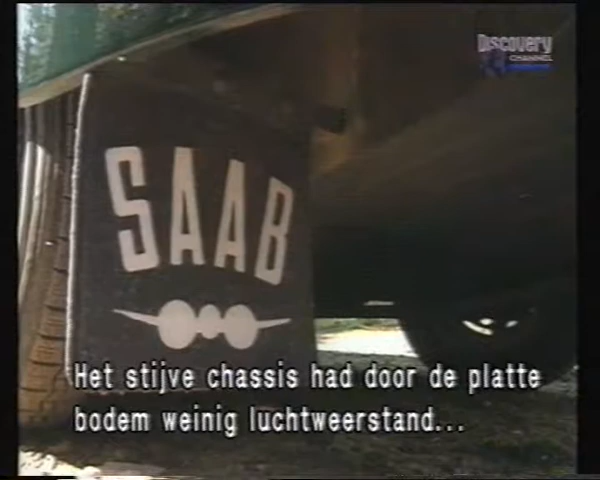 Discovery
CHANNEL
SAAB
Het stijve chassis had door de platte
bodem weinig luchtweerstand...